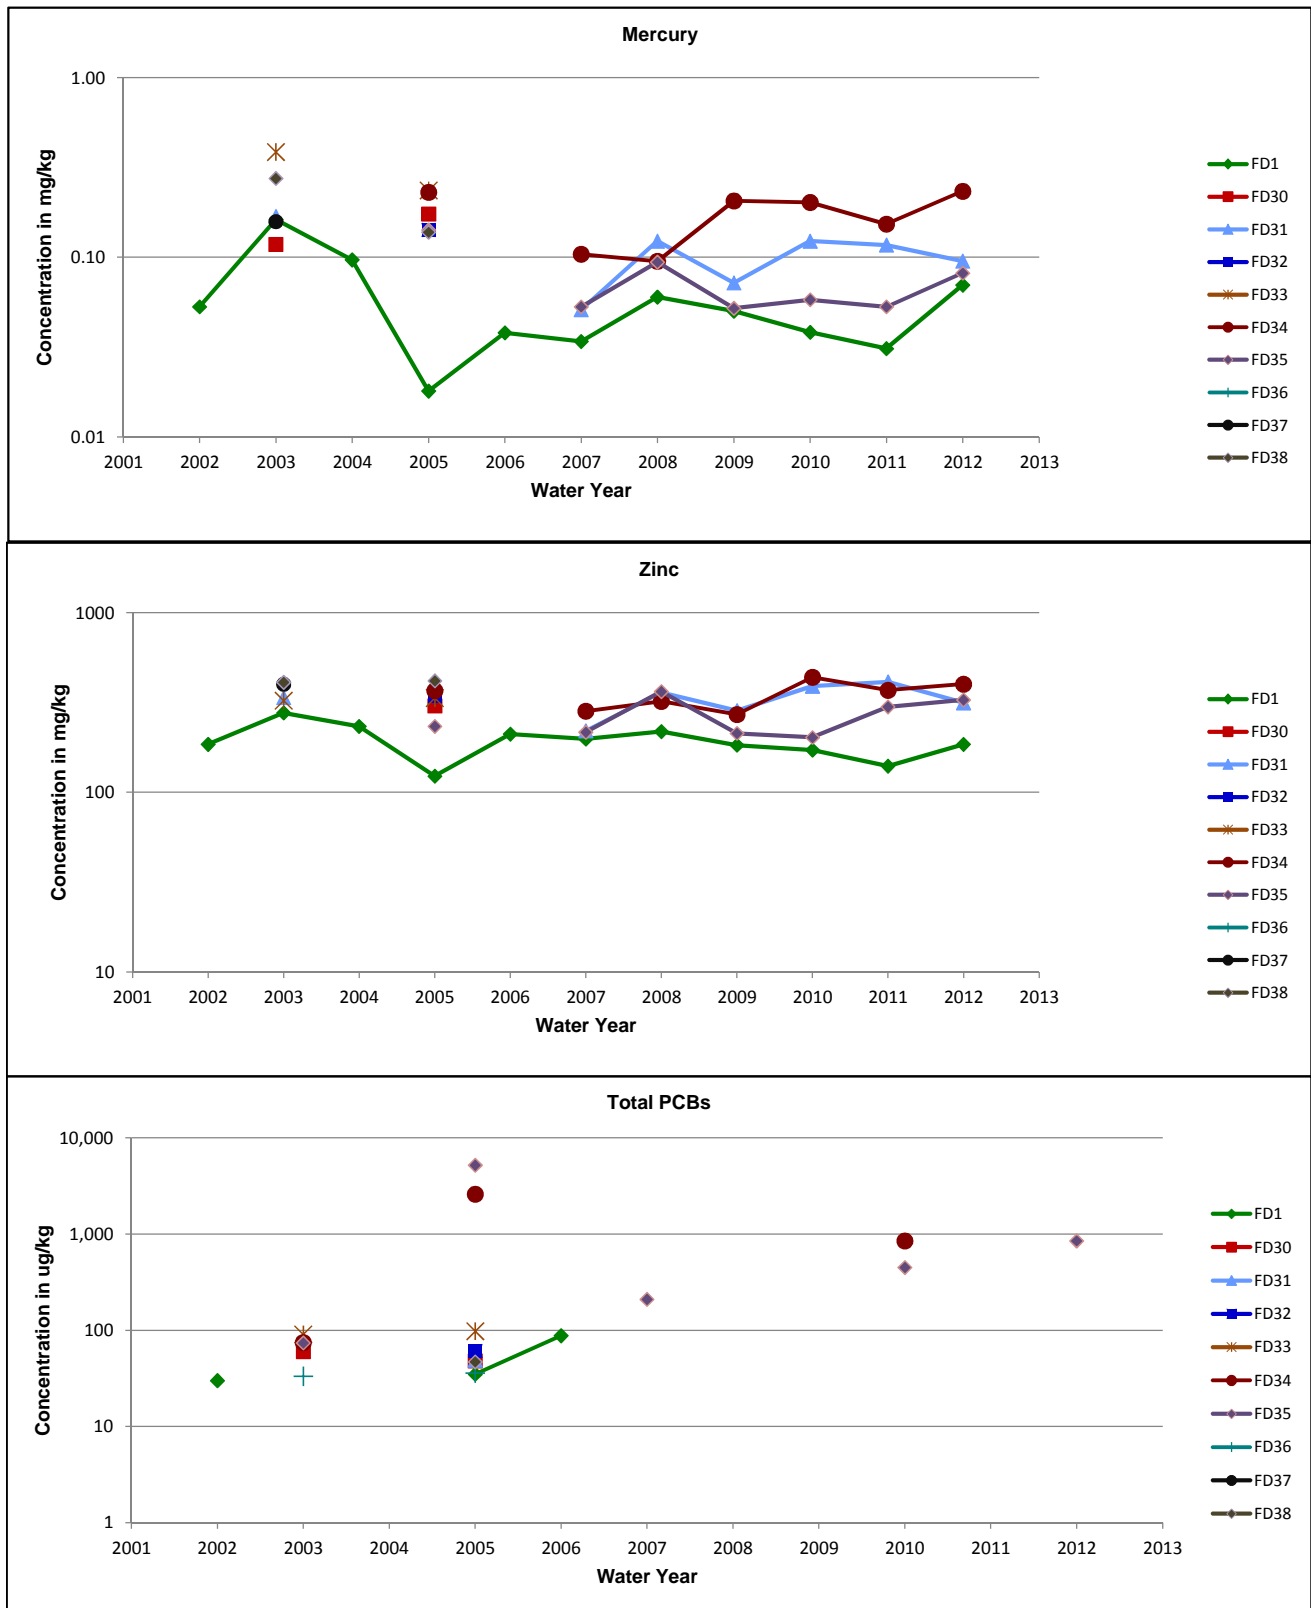 Mercury
1.00
0.10
0.01
Concentration in mg/kg
2001 2002 2003 2004 2005 2006 2007 2008 2009 2010 2011 2012 2013
Water Year
FD1
FD30
FD31
FD32
FD33
FD34
FD35
FD36
FD37
FD38
Zinc
1000
100
10
Concentration in mg/kg
2001 2002 2003 2004 2005 2006 2007 2008 2009 2010 2011 2012 2013
Water Year
FD1
FD30
FD31
FD32
FD33
FD34
FD35
FD36
FD37
FD38
Total PCBs
10,000
1,000
100
10
1
Concentration in ug/kg
2001 2002 2003 2004 2005 2006 2007 2008 2009 2010 2011 2012 2013
Water Year
FD1
FD30
FD31
FD32
FD33
FD34
FD35
FD36
FD37
FD38